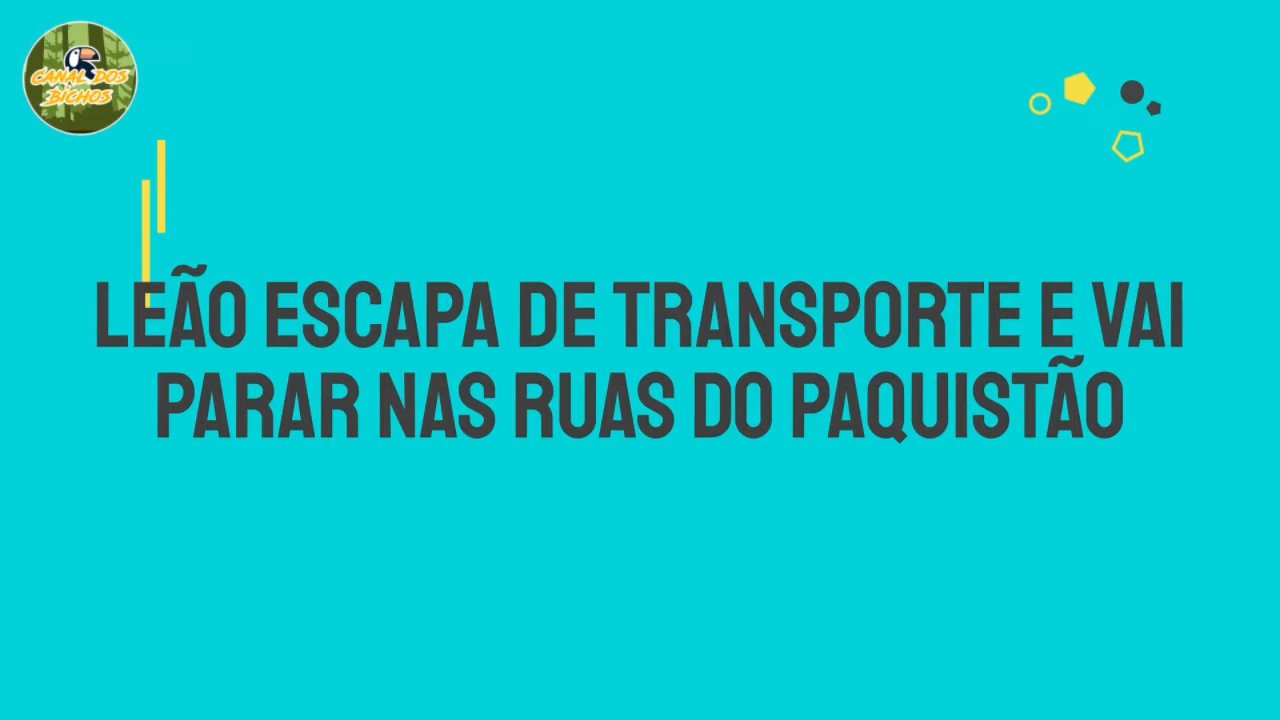 CANAL DOS
BICHOS
LEÃO ESCAPA DE TRANSPORTE E VAI
PARAR NAS RUAS DO PAQUISTÃO